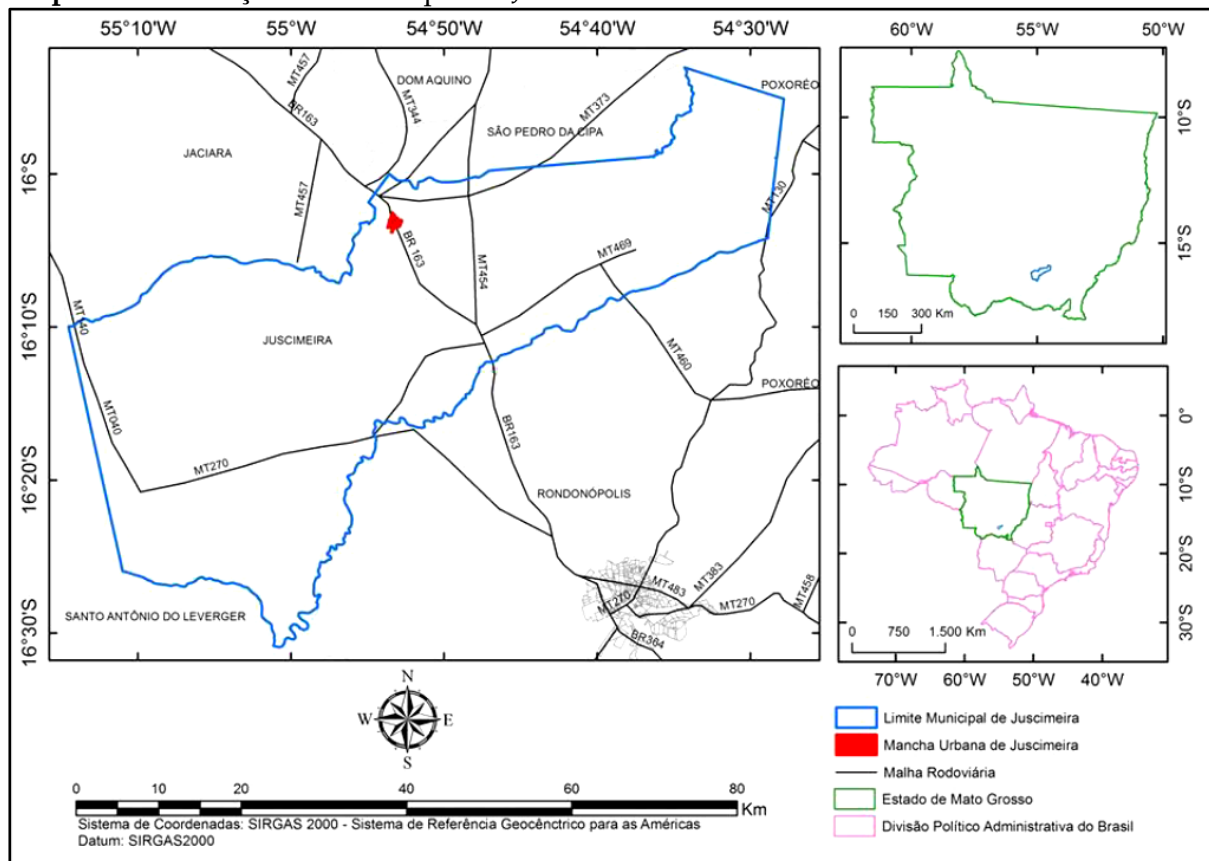 55°10'W 55°0'W 54°50'W 54°40'W 54°30'W
16°S
16°10'S
16°20'S
16°30'S
MT457
DOM AQUINO
POXORÉO
BR163
MT344
MT373
SÃO PEDRO DA CIPA
JACIARA
MT457
MT130
BR 163
MT469
MT454
MT040
JUSCIMEIRA
MT460
POXORÉO
MT040
BR163
MT270
RONDONÓPOLIS
MT483
MT383
MT458
MT270
MT270
SANTO ANTÔNIO DO LEVERGER
BR364
N
W E
S
0 10 20 40 60 80
Km
Sistema de Coordenadas: SIRGAS 2000 - Sistema de Referência Geocênctrico para as Américas
Datum: SIRGAS2000
60°W 55°W 50°W
10°S
15°S
0 150 300 Km
0°
10°S
20°S
30°S
0 750 1.500 Km
70°W 60°W 50°W 40°W
Limite Municipal de Juscimeira
Mancha Urbana de Juscimeira
Malha Rodoviária
Estado de Mato Grosso
Divisão Político Administrativa do Brasil